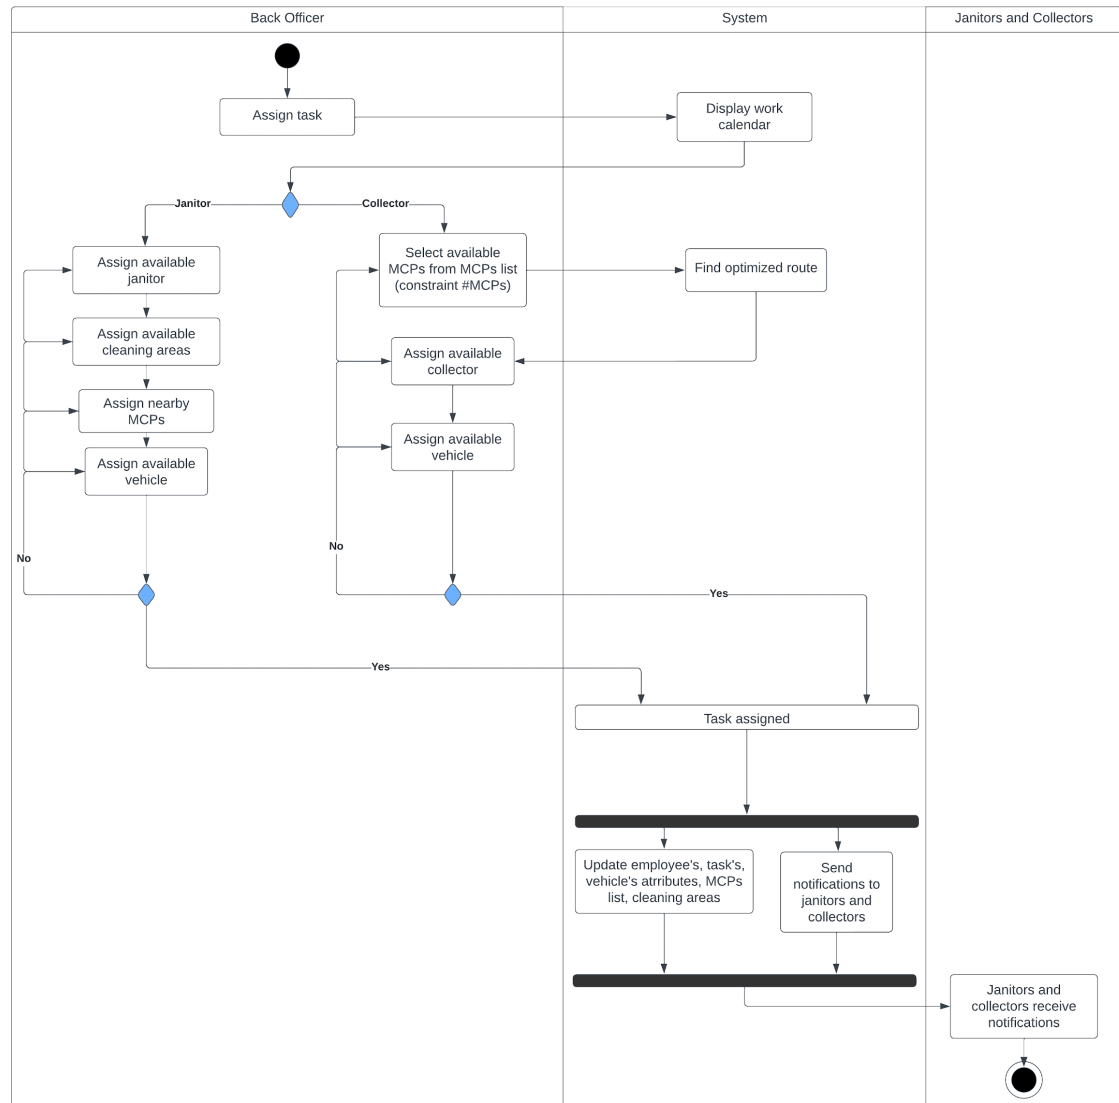 Back Officer
System
Janitors and Collectors
Assign task
Display work
calendar
Janitor
Collector
Assign available
janitor
Select available
MCPs from MCPs list
(constraint #MCPs)
Find optimized route
Assign available
cleaning areas
Assign available
collector
Assign nearby
MCPs
Assign available
vehicle
Assign available
vehicle
No
No
Yes
Yes
Task assigned
Update employee's, task's,
vehicle's atrributes, MCPs
list, cleaning areas
Send
notifications to
janitors and
collectors
Janitors and
collectors receive
notifications